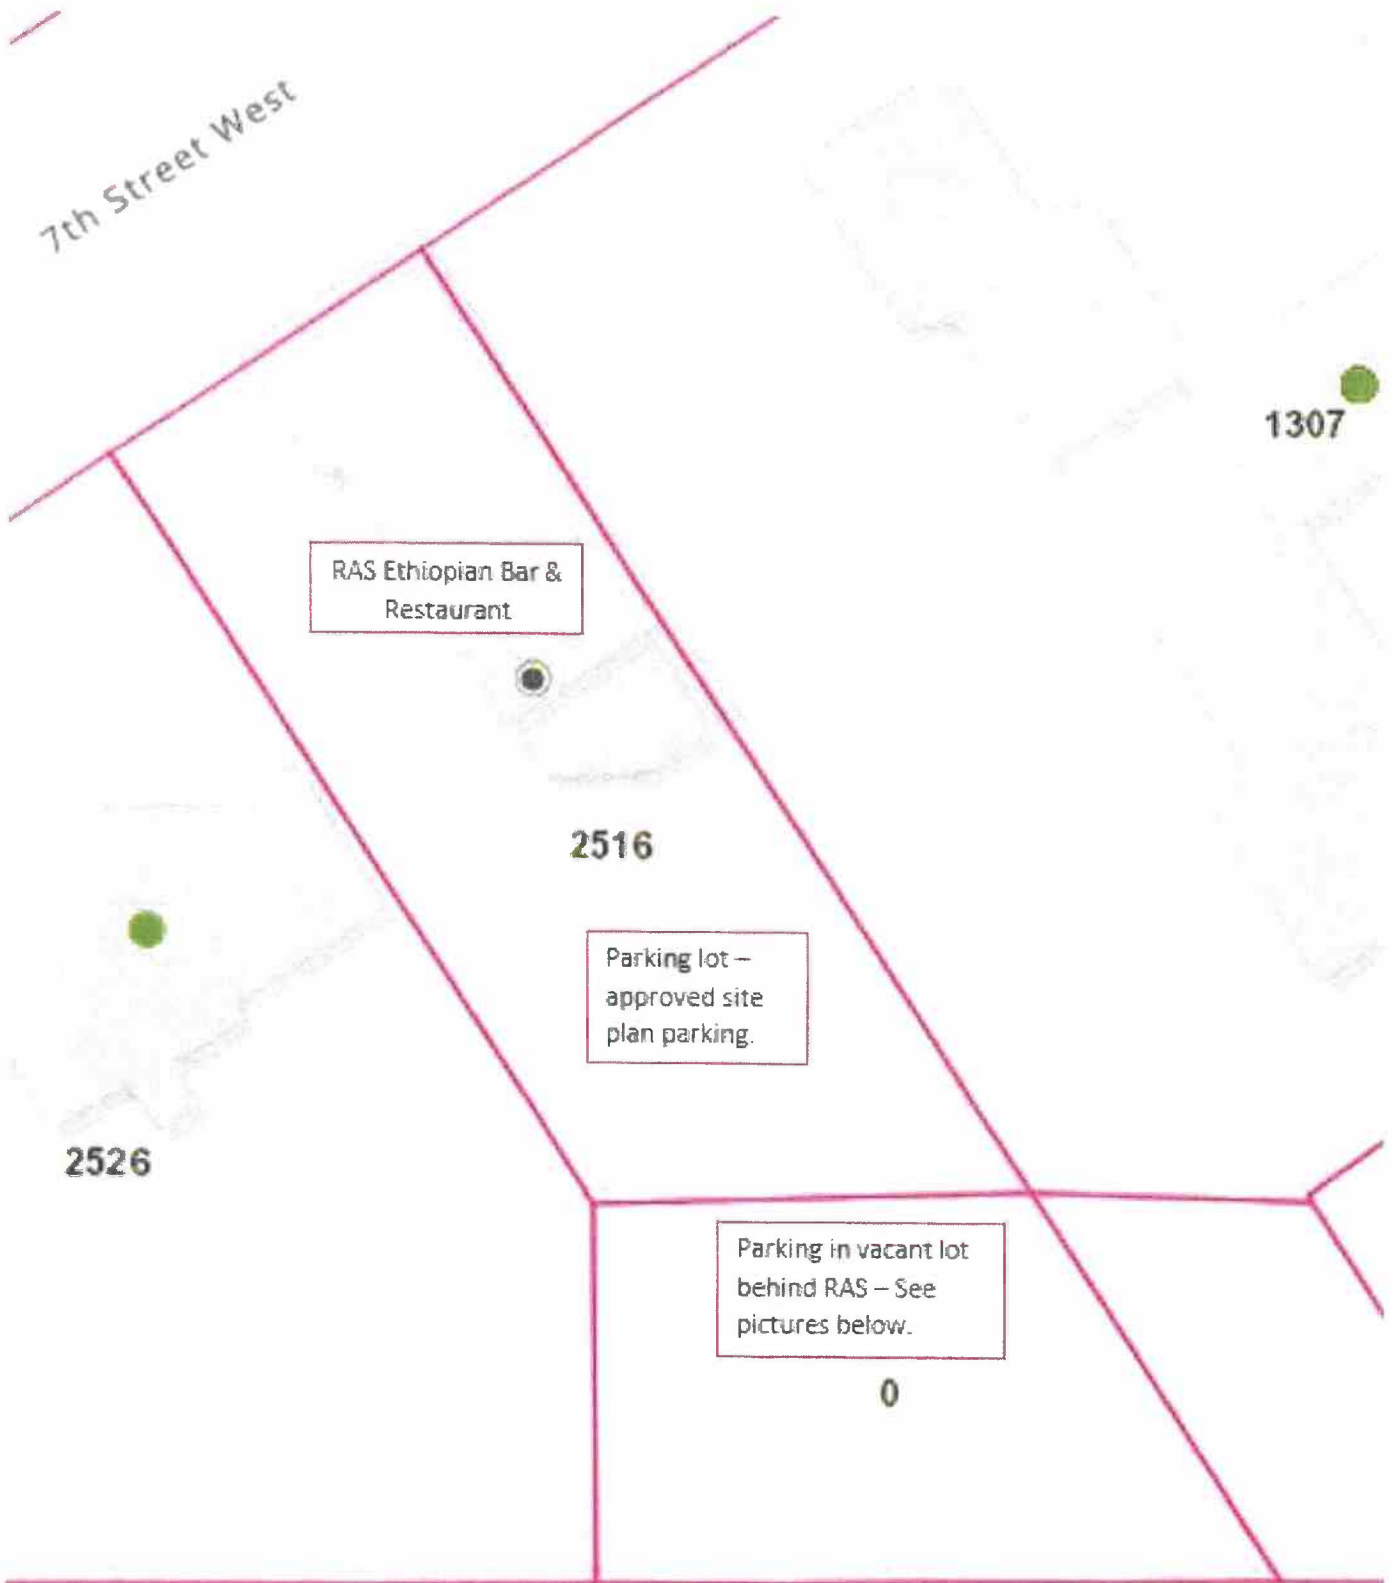 7th Street West
1307
RAS Ethiopian Bar &
Restaurant
2516
Parking lot –
approved site
plan parking.
2526
Parking in vacant lot
behind RAS – See
pictures below.
0